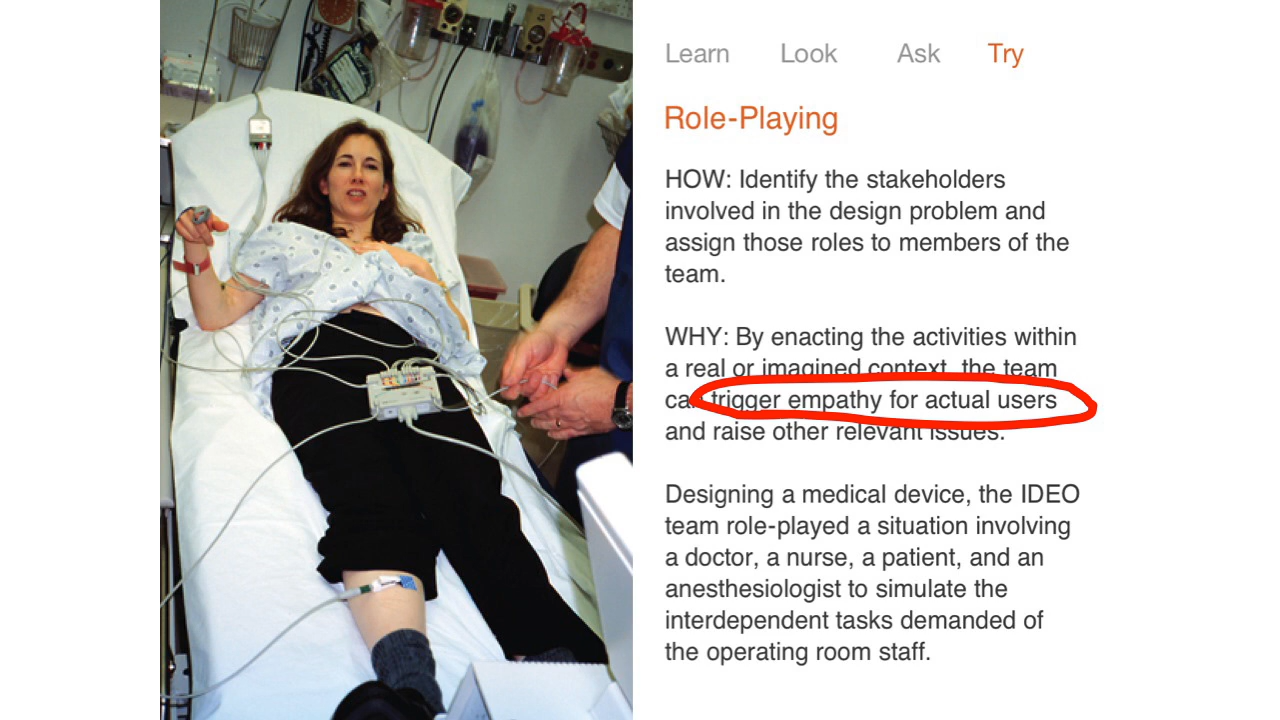 Learn Look Ask Try
Role-Playing
HOW: Identify the stakeholders
involved in the design problem and
assign those roles to members of the
team.
WHY: By enacting the activities within
a real or imagined context, the team
can trigger empathy for actual users
and raise other relevant issues.
Designing a medical device, the IDEO
team role-played a situation involving
a doctor, a nurse, a patient, and an
anesthesiologist to simulate the
interdependent tasks demanded of
the operating room staff.